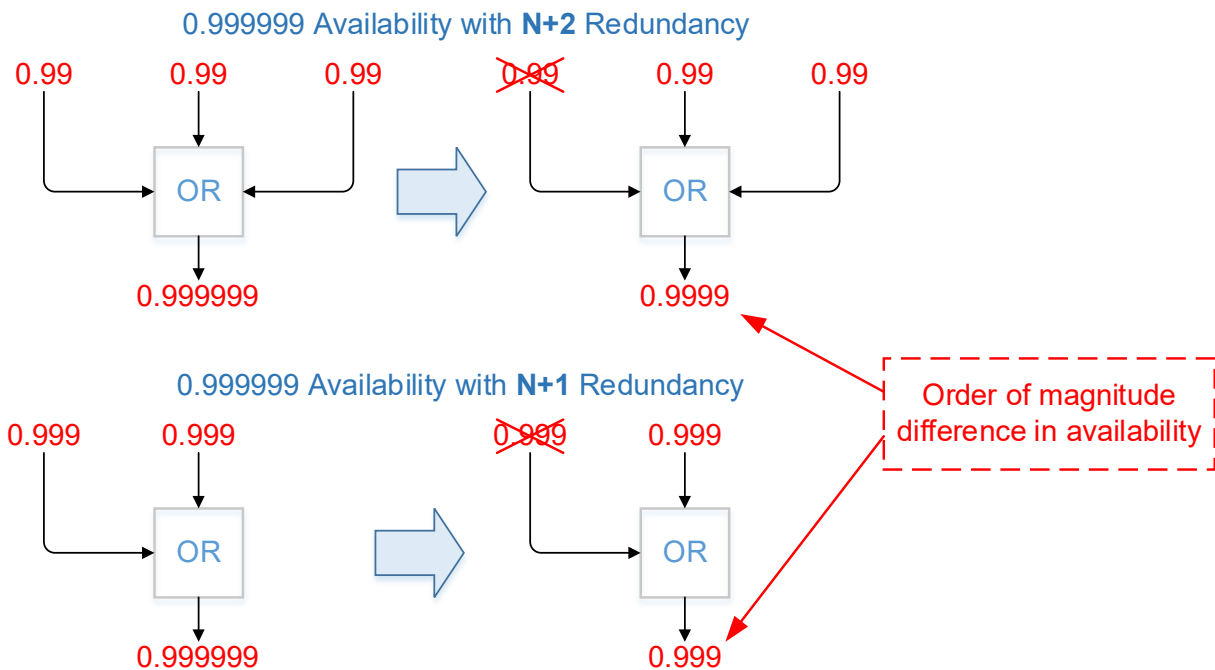 0.999999 Availability with N+2 Redundancy
0.99 0.99 0.99 0.99 0.99 0.99
OR OR
0.999999 0.9999
0.999999 Availability with N+1 Redundancy
Order of magnitude
difference in availability
0.999 0.999 0.999 0.999
OR OR
0.999999 0.999